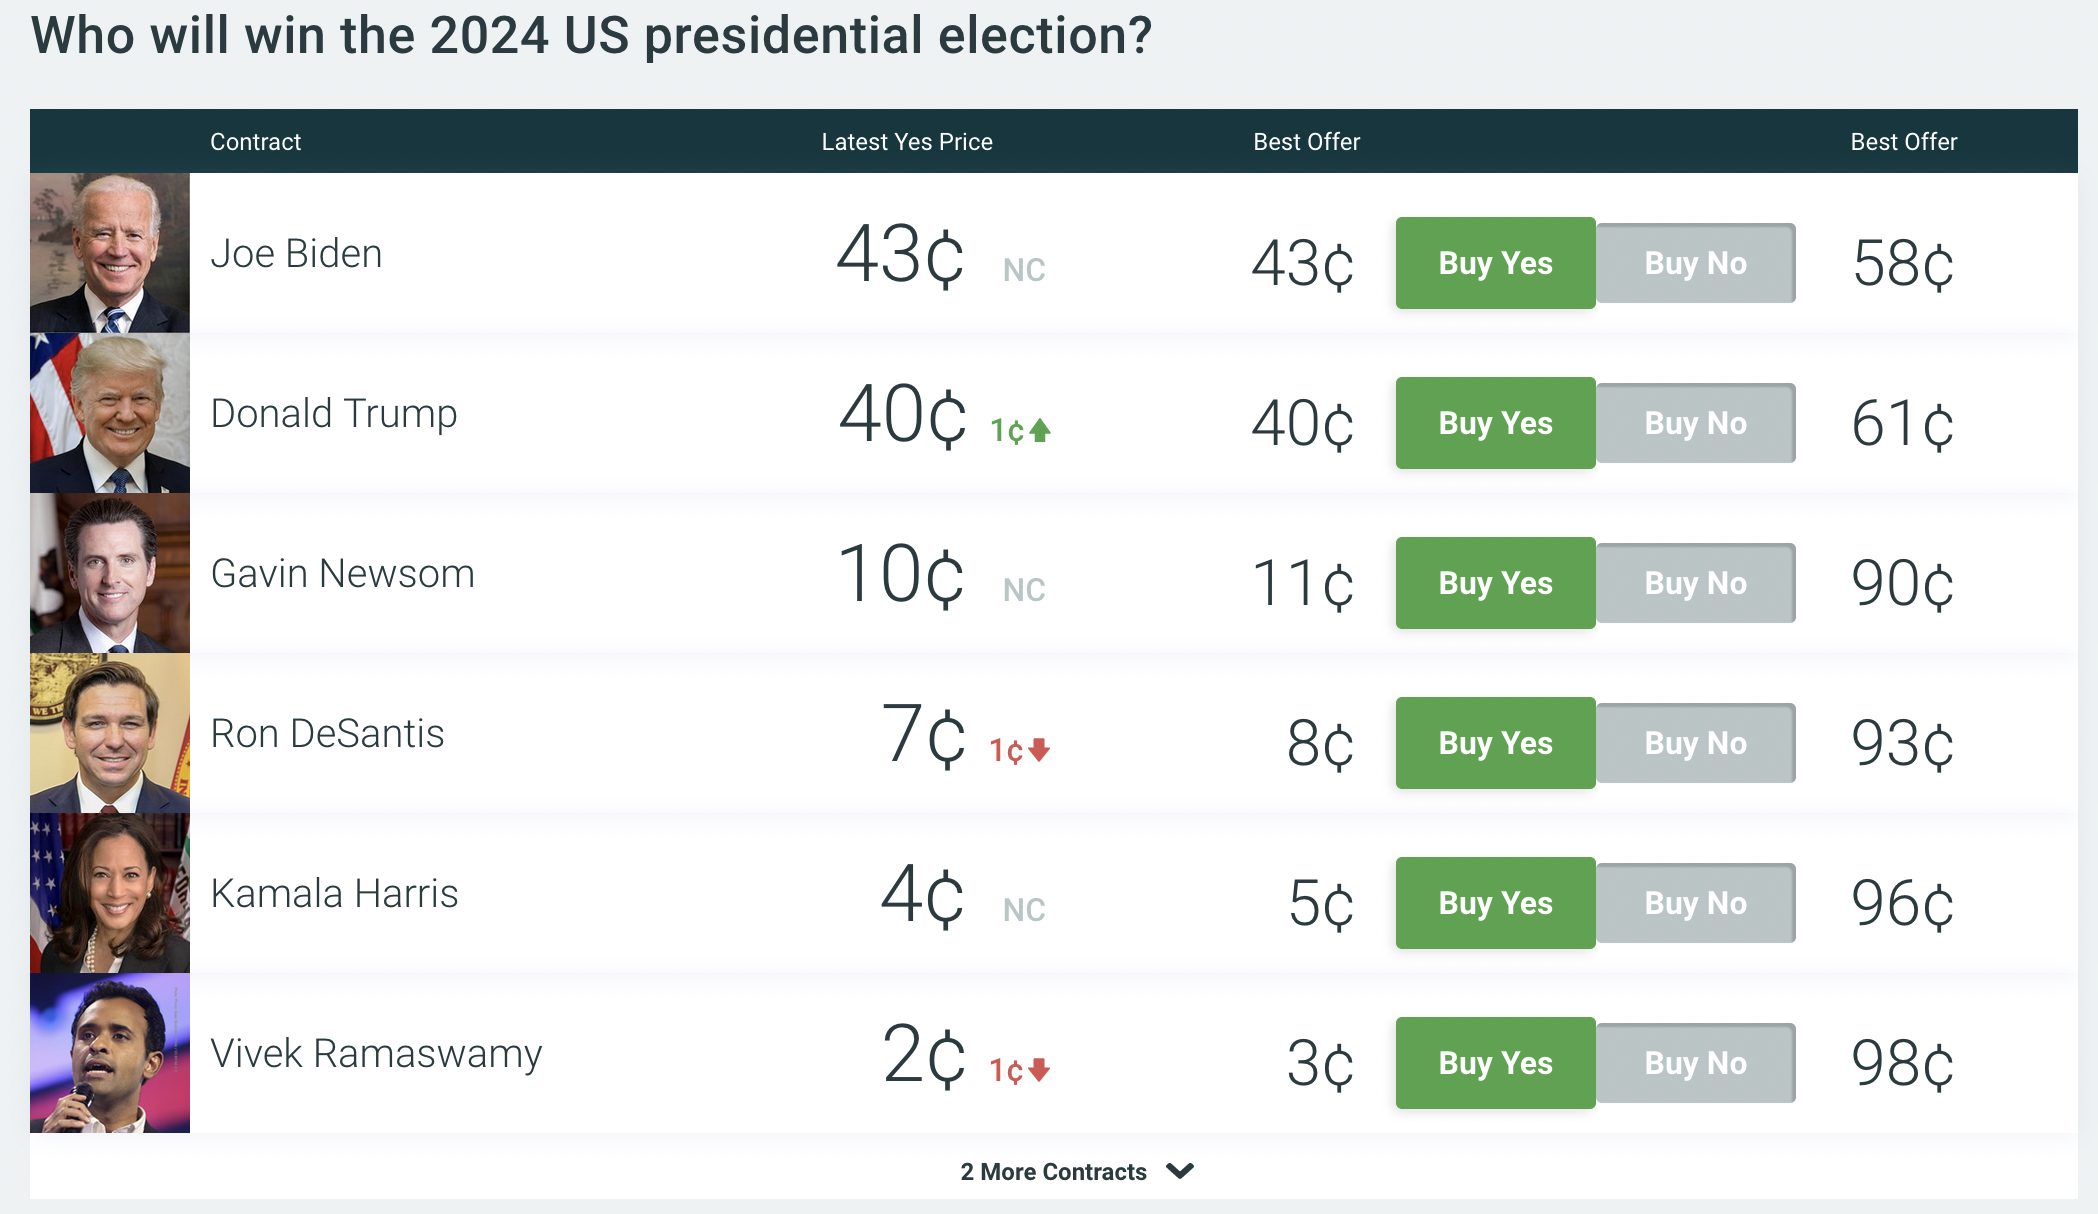 Who will win the 2024 US presidential election?
Contract Latest Yes Price Best Offer Best Offer
Joe Biden 43¢ NC 43¢ Buy Yes Buy No 58¢
Donald Trump 40¢ 1¢ 40¢ Buy Yes Buy No 61¢
Gavin Newsom 10¢ NC 11¢ Buy Yes Buy No 90¢
WE TR
Ron DeSantis 7¢ 1¢ 8¢ Buy Yes Buy No 93¢
Kamala Harris 4¢ NC 5¢ Buy Yes Buy No 96¢
Vivek Ramaswamy 2¢ 1¢ 3¢ Buy Yes Buy No 98¢
2 More Contracts